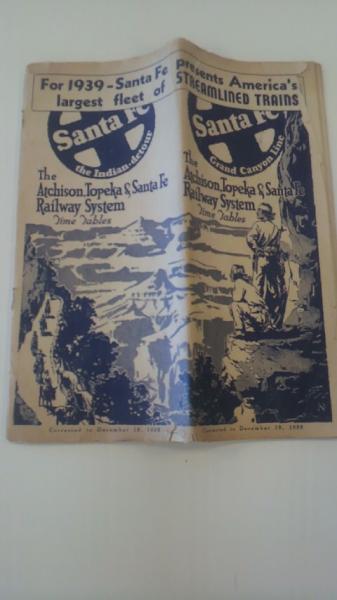 For 1939-Santa Fe presents America's
largest fleet of STREAMLINED TRAINS
Santa Fe
the Indian-detour
The
Atchison, Topeka & Santa Fe
Railway System
Time Tables
Corrected to December 18, 1938
Santa Fe
Grand Canyon Line
The
Atchison, Topeka & Santa Fe
Railway System
Time Tables
to December 18, 1938